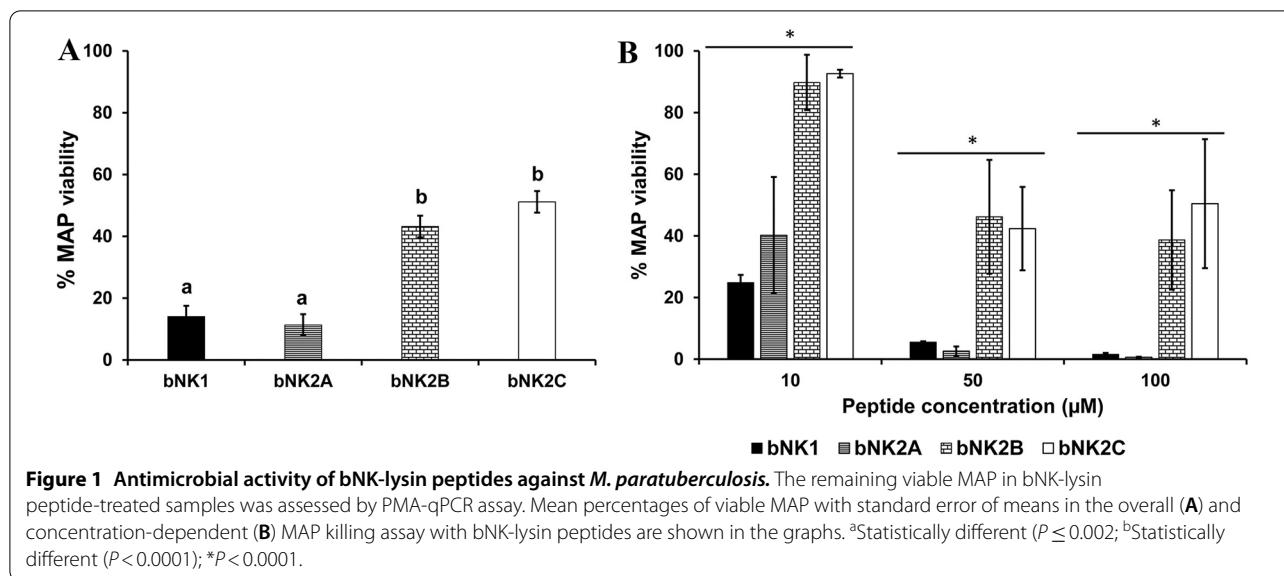 A
% MAP viability
100
80
60
40
20
0
a
a
b
b
bNK1 bNK2A bNK2B bNK2C
B
% MAP viability
100
80
60
40
20
0
*
*
*
10 50 100
Peptide concentration (µM)
bNK1 bNK2A bNK2B bNK2C
Figure 1 Antimicrobial activity of bNK-lysin peptides against M. paratuberculosis. The remaining viable MAP in bNK-lysin
peptide-treated samples was assessed by PMA-qPCR assay. Mean percentages of viable MAP with standard error of means in the overall (A) and
concentration-dependent (B) MAP killing assay with bNK-lysin peptides are shown in the graphs. ᵃStatistically different (P ≤ 0.002; ᵇStatistically
different (P < 0.0001); *P < 0.0001.